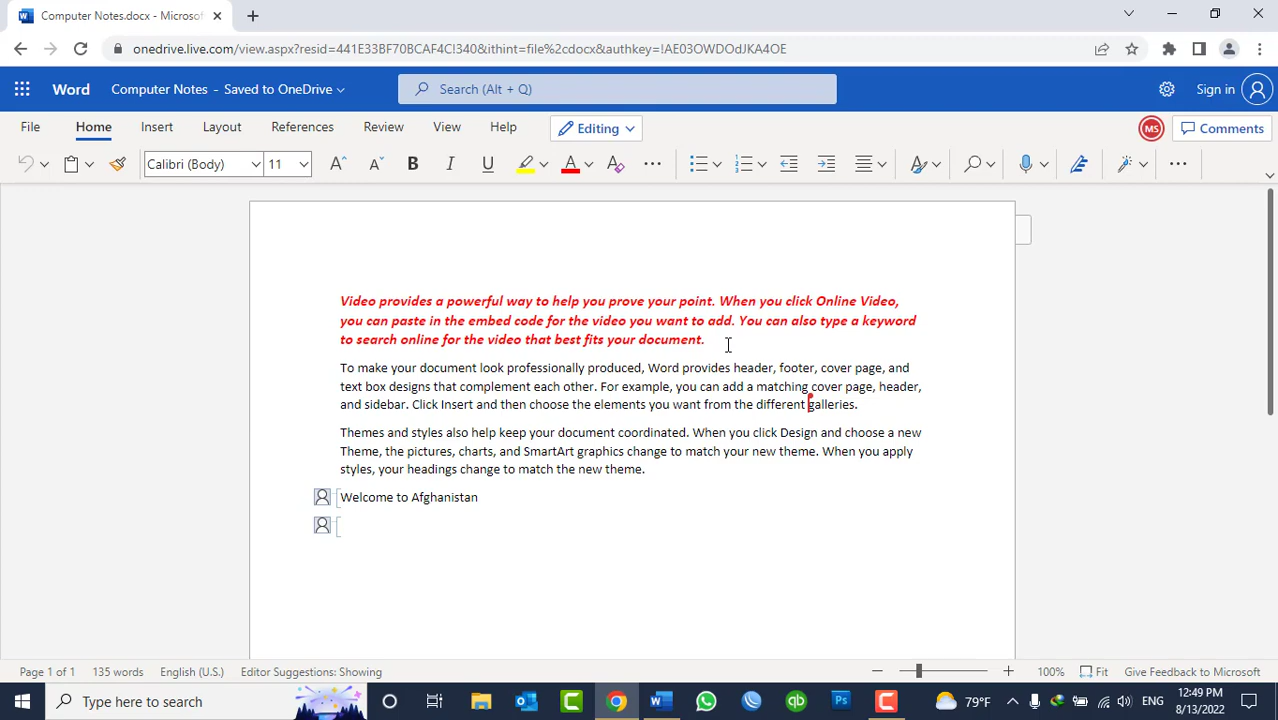 Computer Notes.docx - Microsof
onedrive.live.com/view.aspx?resid=441E33BF70BCAF4C!340&ithint=file%2cdocx&authkey=!AE03OWDOdJKA4OE
Word Computer Notes - Saved to OneDrive Search (Alt + Q) Sign in
File Home Insert Layout References Review View Help Editing MS Comments
Calibri (Body) 11 B I U A A
Video provides a powerful way to help you prove your point. When you click Online Video,
you can paste in the embed code for the video you want to add. You can also type a keyword
to search online for the video that best fits your document.
To make your document look professionally produced, Word provides header, footer, cover page, and
text box designs that complement each other. For example, you can add a matching cover page, header,
and sidebar. Click Insert and then choose the elements you want from the different galleries.
Themes and styles also help keep your document coordinated. When you click Design and choose a new
Theme, the pictures, charts, and SmartArt graphics change to match your new theme. When you apply
styles, your headings change to match the new theme.
Welcome to Afghanistan
Page 1 of 1 135 words English (U.S.) Editor Suggestions: Showing 100% Fit Give Feedback to Microsoft
Type here to search 79°F ENG 12:49 PM
8/13/2022